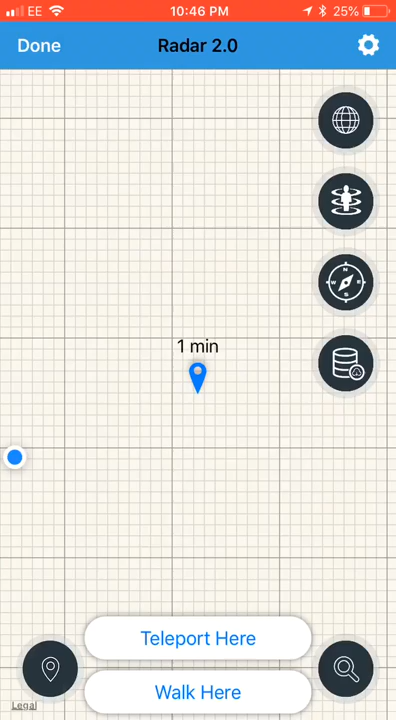 EE 10:46 PM 25%
Done Radar 2.0
N
W E
S
1 min
Teleport Here
Walk Here
Legal